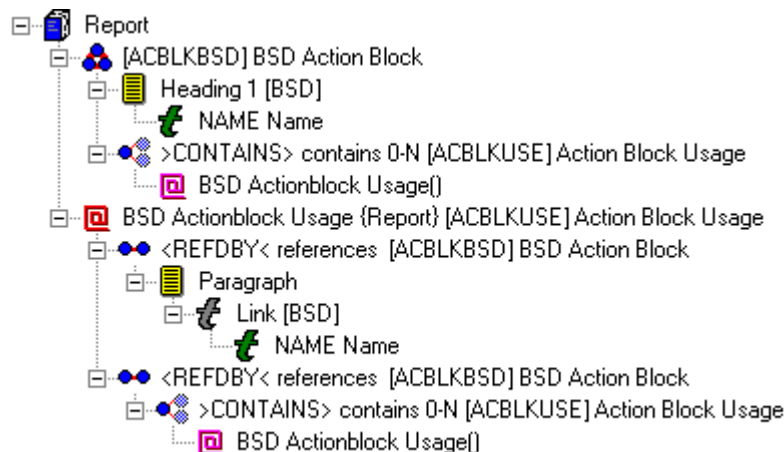 Report
[ACBLKBSD] BSD Action Block
Heading 1 [BSD]
NAME Name
>CONTAINS> contains 0-N [ACBLKUSE] Action Block Usage
BSD Actionblock Usage()
BSD Actionblock Usage {Report} [ACBLKUSE] Action Block Usage
<REFDBY< references [ACBLKBSD] BSD Action Block
Paragraph
Link [BSD]
NAME Name
<REFDBY< references [ACBLKBSD] BSD Action Block
>CONTAINS> contains 0-N [ACBLKUSE] Action Block Usage
BSD Actionblock Usage()